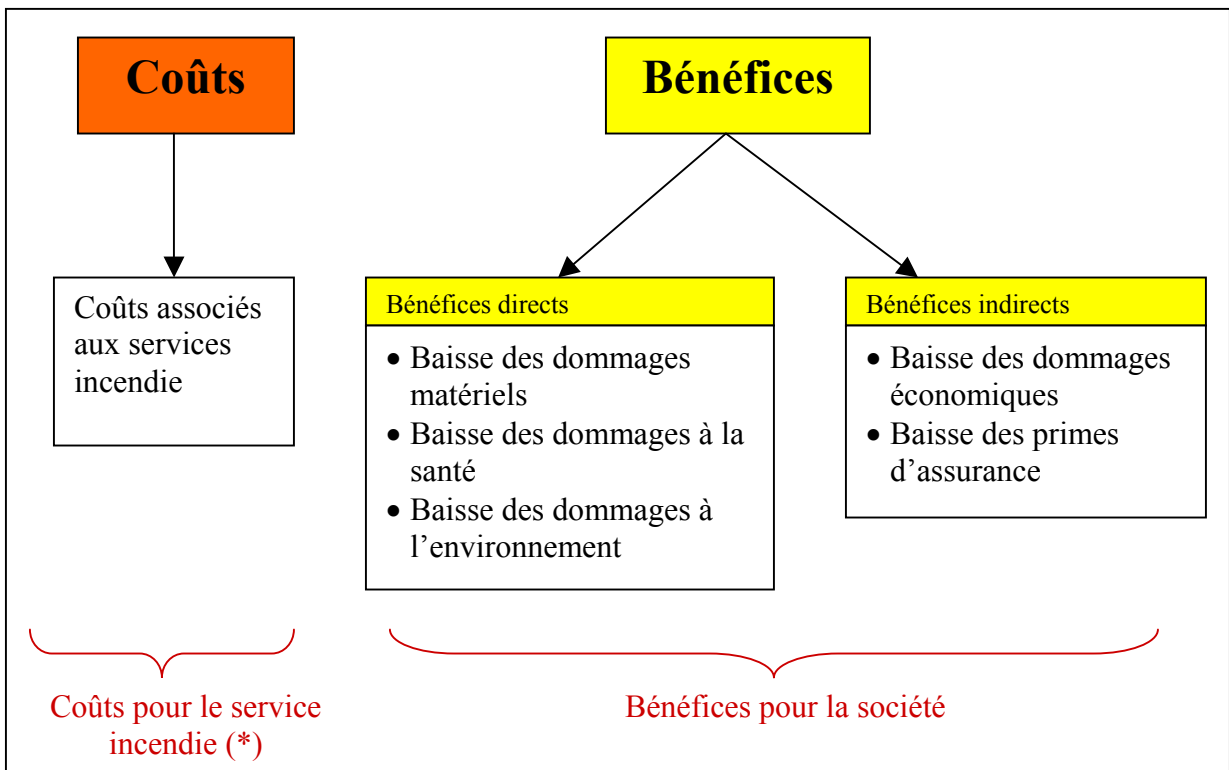 Coûts
Bénéfices
Coûts associés
aux services
incendie
Bénéfices directs
• Baisse des dommages
matériels
• Baisse des dommages à la
santé
• Baisse des dommages à
l’environnement
Bénéfices indirects
• Baisse des dommages
économiques
• Baisse des primes
d’assurance
Coûts pour le service
incendie (*)
Bénéfices pour la société